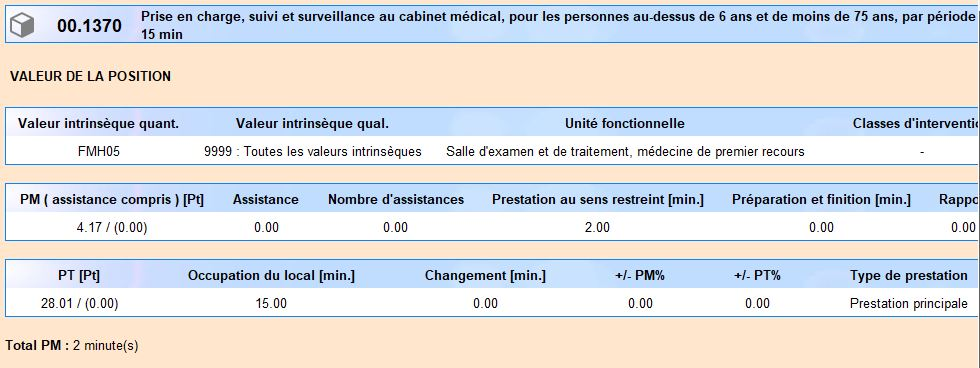 00.1370 Prise en charge, suivi et surveillance au cabinet médical, pour les personnes au-dessus de 6 ans et de moins de 75 ans, par période
15 min
VALEUR DE LA POSITION
Valeur intrinsèque quant. Valeur intrinsèque qual. Unité fonctionnelle Classes d'interventio
FMH05 9999 : Toutes les valeurs intrinsèques Salle d'examen et de traitement, médecine de premier recours -
PM ( assistance compris ) [Pt] Assistance Nombre d'assistances Prestation au sens restreint [min.] Préparation et finition [min.] Rappo
4.17 / (0.00) 0.00 0.00 2.00 0.00 0.00
PT [Pt] Occupation du local [min.] Changement [min.] +/- PM% +/- PT% Type de prestation
28.01 / (0.00) 15.00 0.00 0.00 0.00 Prestation principale
Total PM : 2 minute(s)